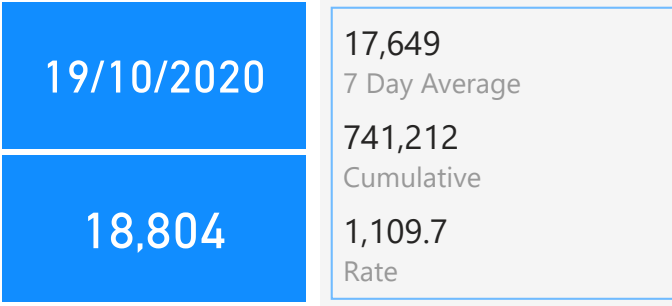 19/10/2020
18,804
17,649
7 Day Average
741,212
Cumulative
1,109.7
Rate